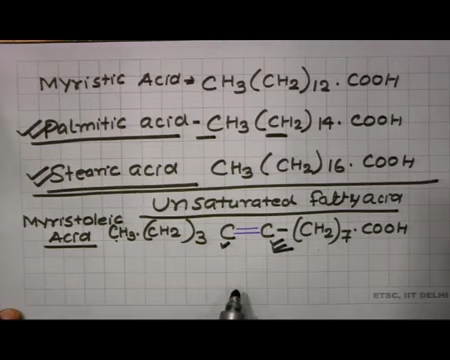 Myristic Acid - CH3(CH2)12 . COOH
Palmitic acid - CH3(CH2)14 . COOH
Stearic acid CH3(CH2)16 . COOH
Unsaturated fatty acid
Myristoleic Acid CH3.(CH2)3 C=C-(CH2)7.COOH
ETSC, IIT DELHI